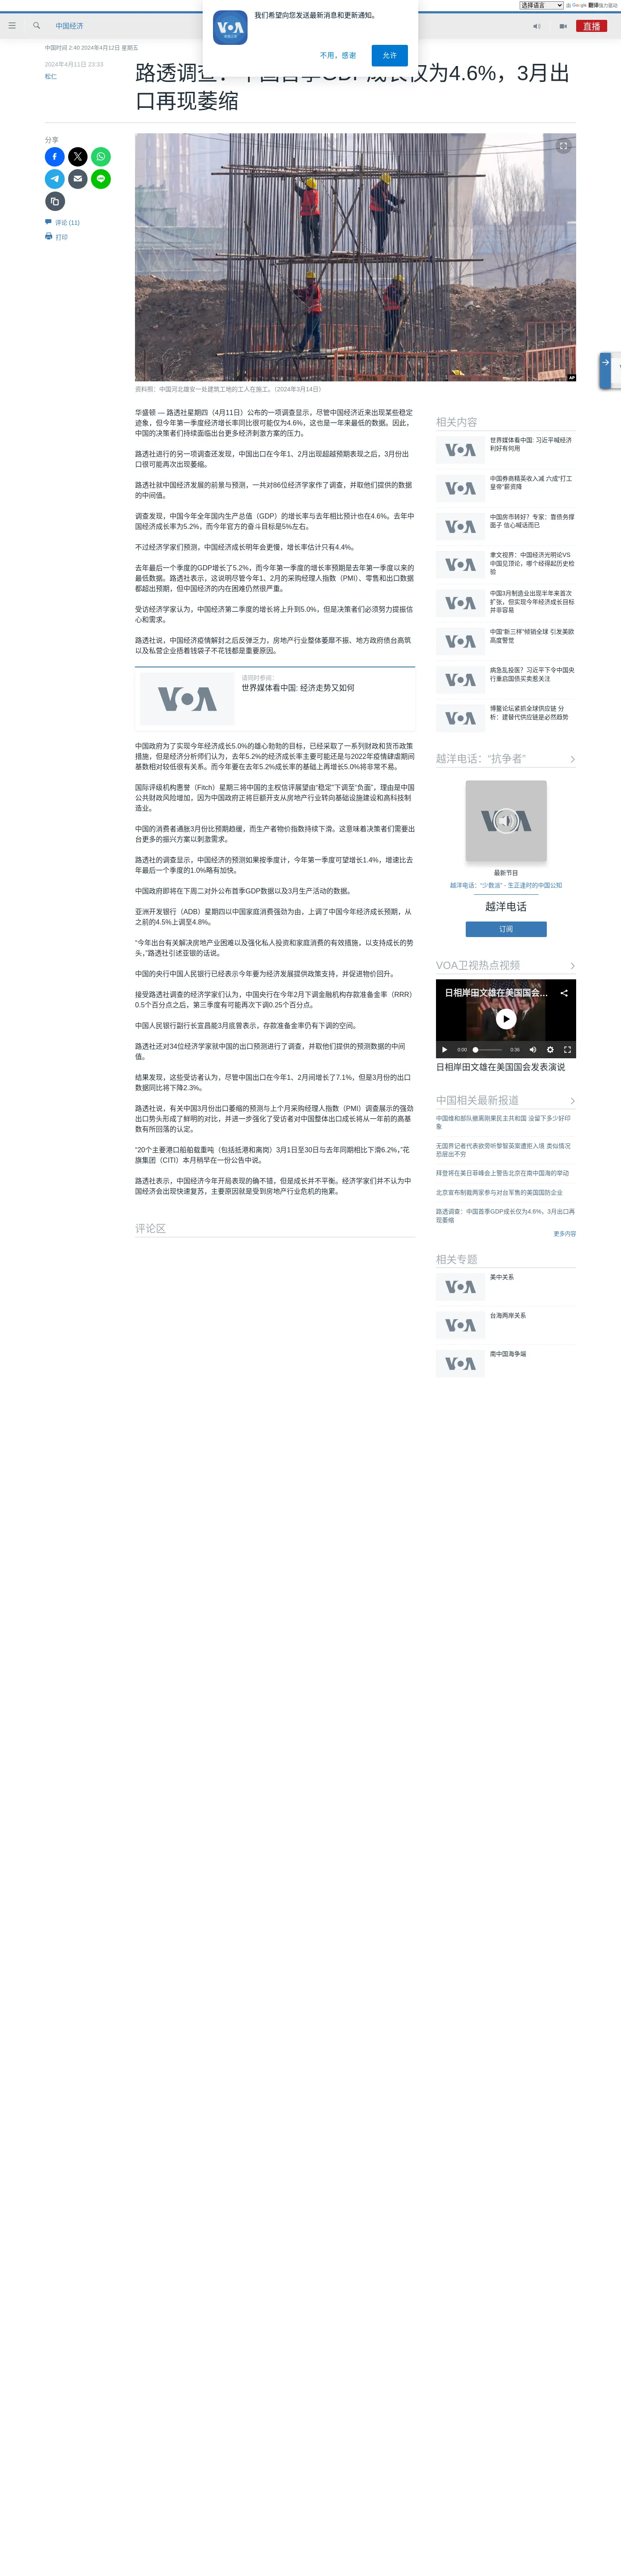 选择语言 由 Google 翻译强力驱动
我们希望向您发送最新消息和更新通知。
VOA
不用，感谢
允许
中国经济
直播
中国时间 2:40 2024年4月12日 星期五
2024年4月11日 23:33
松仁
路透调查：中国首季GDP成长仅为4.6%，3月出
口再现萎缩
分享
评论 (11)
打印
AP
资料照：中国河北雄安一处建筑工地的工人在施工。（2024年3月14日）
华盛顿 — 路透社星期四（4月11日）公布的一项调查显示，尽管中国经济近来出现某些稳定
迹象，但今年第一季度经济增长率同比很可能仅为4.6%，这也是一年来最低的数据。因此，
中国的决策者们持续面临出台更多经济刺激方案的压力。
路透社进行的另一项调查还发现，中国出口在今年1、2月出现超越预期表现之后，3月份出
口很可能再次出现萎缩。
路透社就中国经济发展的前景与预测，一共对86位经济学家作了调查，并取他们提供的数据
的中间值。
调查发现，中国今年全年国内生产总值（GDP）的增长率与去年相比预计也在4.6%。去年中
国经济成长率为5.2%，而今年官方的奋斗目标是5%左右。
不过经济学家们预测，中国经济成长明年会更慢，增长率估计只有4.4%。
去年最后一个季度的GDP增长了5.2%，而今年第一季度的增长率预期是去年第一季度以来的
最低数据。路透社表示，这说明尽管今年1、2月的采购经理人指数（PMI）、零售和出口数据
都超出预期，但中国经济的内在困难仍然很严重。
受访经济学家认为，中国经济第二季度的增长将上升到5.0%，但是决策者们必须努力提振信
心和需求。
路透社说，中国经济疫情解封之后反弹乏力，房地产行业整体萎靡不振、地方政府债台高筑
以及私营企业捂着钱袋子不花钱都是重要原因。
请同时参阅：
世界媒体看中国: 经济走势又如何
VOA
中国政府为了实现今年经济成长5.0%的雄心勃勃的目标，已经采取了一系列财政和货币政策
措施，但是经济分析师们认为，去年5.2%的经济成长率主要可能还是与2022年疫情肆虐期间
基数相对较低很有关系。而今年要在去年5.2%成长率的基础上再增长5.0%将非常不易。
国际评级机构惠誉（Fitch）星期三将中国的主权信评展望由“稳定”下调至“负面”，理由是中国
公共财政风险增加，因为中国政府正将巨额开支从房地产行业转向基础设施建设和高科技制
造业。
中国的消费者通胀3月份比预期趋缓，而生产者物价指数持续下滑。这意味着决策者们需要出
台更多的振兴方案以刺激需求。
路透社的调查显示，中国经济的预测如果按季度计，今年第一季度可望增长1.4%，增速比去
年最后一个季度的1.0%略有加快。
中国政府即将在下周二对外公布首季GDP数据以及3月生产活动的数据。
亚洲开发银行（ADB）星期四以中国家庭消费强劲为由，上调了中国今年经济成长预期，从
之前的4.5%上调至4.8%。
“今年出台有关解决房地产业困难以及强化私人投资和家庭消费的有效措施，以支持成长的势
头，”路透社引述亚银的话说。
中国的央行中国人民银行已经表示今年要为经济发展提供政策支持，并促进物价回升。
接受路透社调查的经济学家们认为，中国央行在今年2月下调金融机构存款准备金率（RRR）
0.5个百分点之后，第三季度有可能再次下调0.25个百分点。
中国人民银行副行长宣昌能3月底曾表示，存款准备金率仍有下调的空间。
路透社还对34位经济学家就中国的出口预测进行了调查，并取他们提供的预测数据的中间
值。
结果发现，这些受访者认为，尽管中国出口在今年1、2月间增长了7.1%，但是3月份的出口
数据同比将下降2.3%。
路透社说，有关中国3月份出口萎缩的预测与上个月采购经理人指数（PMI）调查展示的强劲
出口势头形成了鲜明的对比，并进一步强化了受访者对中国整体出口成长将从一年前的高基
数有所回落的认定。
“20个主要港口船舶载重吨（包括抵港和离岗）3月1日至30日与去年同期相比下滑6.2%，”花
旗集团（CITI）本月稍早在一份公告中说。
路透社表示，中国经济今年开局表现的确不错，但是成长并不平衡。经济学家们并不认为中
国经济会出现快速复苏，主要原因就是受到房地产行业危机的拖累。
评论区
相关内容
世界媒体看中国: 习近平喊经济
利好有何用
中国券商精英收入减 六成“打工
皇帝”薪资降
中国房市转好？专家：靠债务撑
面子 信心喊话而已
聿文视界：中国经济光明论VS
中国见顶论，哪个经得起历史检
验
中国3月制造业出现半年来首次
扩张，但实现今年经济成长目标
并非容易
中国“新三样”倾销全球 引发美欧
高度警觉
病急乱投医？习近平下令中国央
行重启国债买卖惹关注
博鳌论坛紧抓全球供应链 分
析：建替代供应链是必然趋势
越洋电话：“抗争者”
VOA
最新节目
越洋电话：“少数派” - 生正逢时的中国公知
越洋电话
订阅
VOA卫视热点视频
日相岸田文雄在美国国会...
0:00 0:36
日相岸田文雄在美国国会发表演说
中国相关最新报道
中国维和部队撤离刚果民主共和国 没留下多少好印
象
无国界记者代表欲旁听黎智英案遭拒入境 类似情况
恐层出不穷
拜登将在美日菲峰会上警告北京在南中国海的举动
北京宣布制裁两家参与对台军售的美国国防企业
路透调查：中国首季GDP成长仅为4.6%，3月出口再
现萎缩
更多内容
相关专题
美中关系
台海两岸关系
南中国海争端